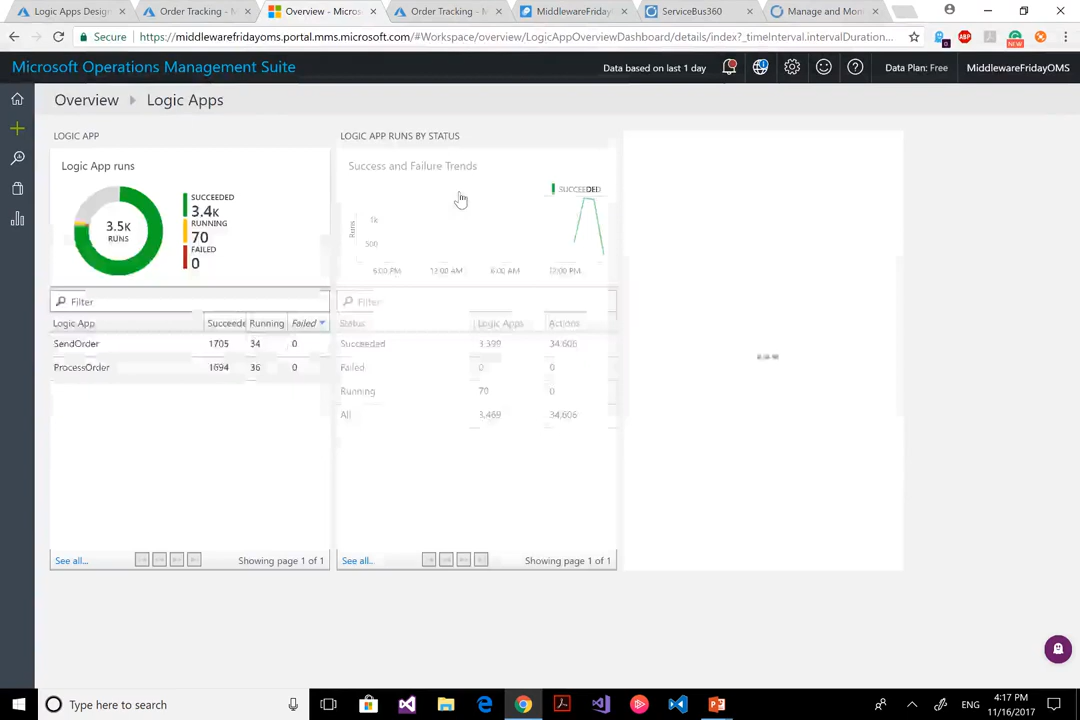 Logic Apps Design
Order Tracking - M
Overview - Micros
Order Tracking - M
MiddlewareFriday
ServiceBus360
Manage and Mon
Secure
https://middlewarefridayoms.portal.mms.microsoft.com/#Workspace/overview/LogicAppOverviewDashboard/details/index?_timeInterval.intervalDuration...
ABP
NEW
Microsoft Operations Management Suite
Data based on last 1 day
Data Plan: Free
MiddlewareFridayOMS
Overview
Logic Apps
LOGIC APP
LOGIC APP RUNS BY STATUS
Logic App runs
3.5K
RUNS
SUCCEEDED
3.4K
RUNNING
70
FAILED
0
Success and Failure Trends
SUCCEEDED
Runs
1k
500
6:00 PM
12:00 AM
6:00 AM
12:00 PM
Filter
Filter
Logic App Succeede Running Failed
SendOrder 1705 34 0
ProcessOrder 1694 36 0
Status Logic Apps Actions
Succeeded 3,399 34,606
Failed 0 0
Running 70 0
All 3,469 34,606
See all...
Showing page 1 of 1
See all...
Showing page 1 of 1
Type here to search
ENG
4:17 PM
11/16/2017